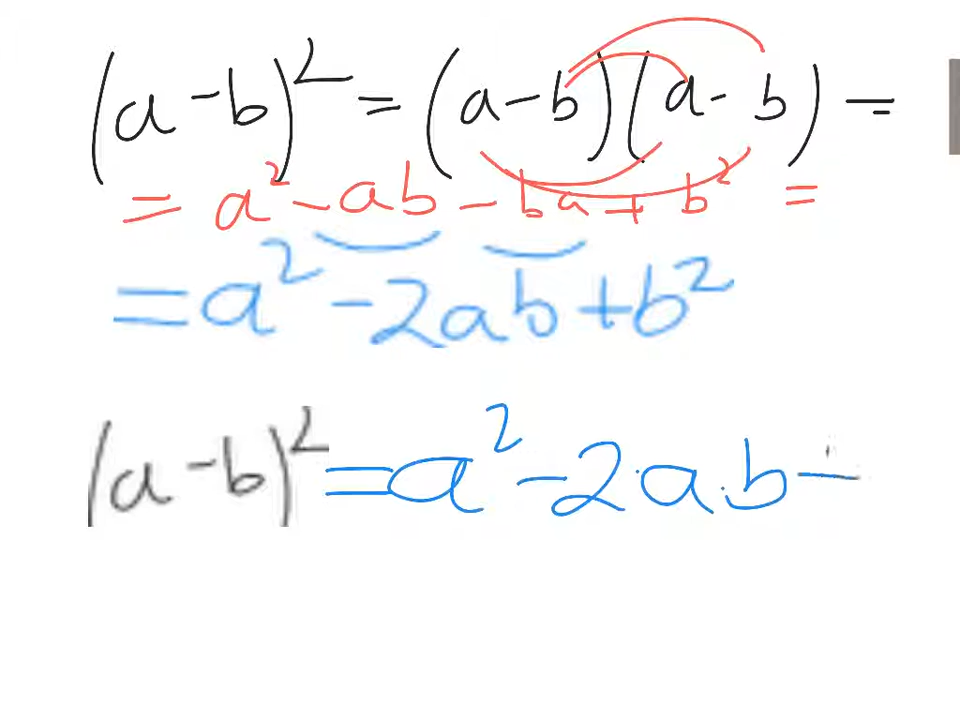 (a-b)² = (a-b)(a-b) =
= a² - ab - ba + b² =
= a² - 2ab + b²
(a-b)² = a² - 2·a·b